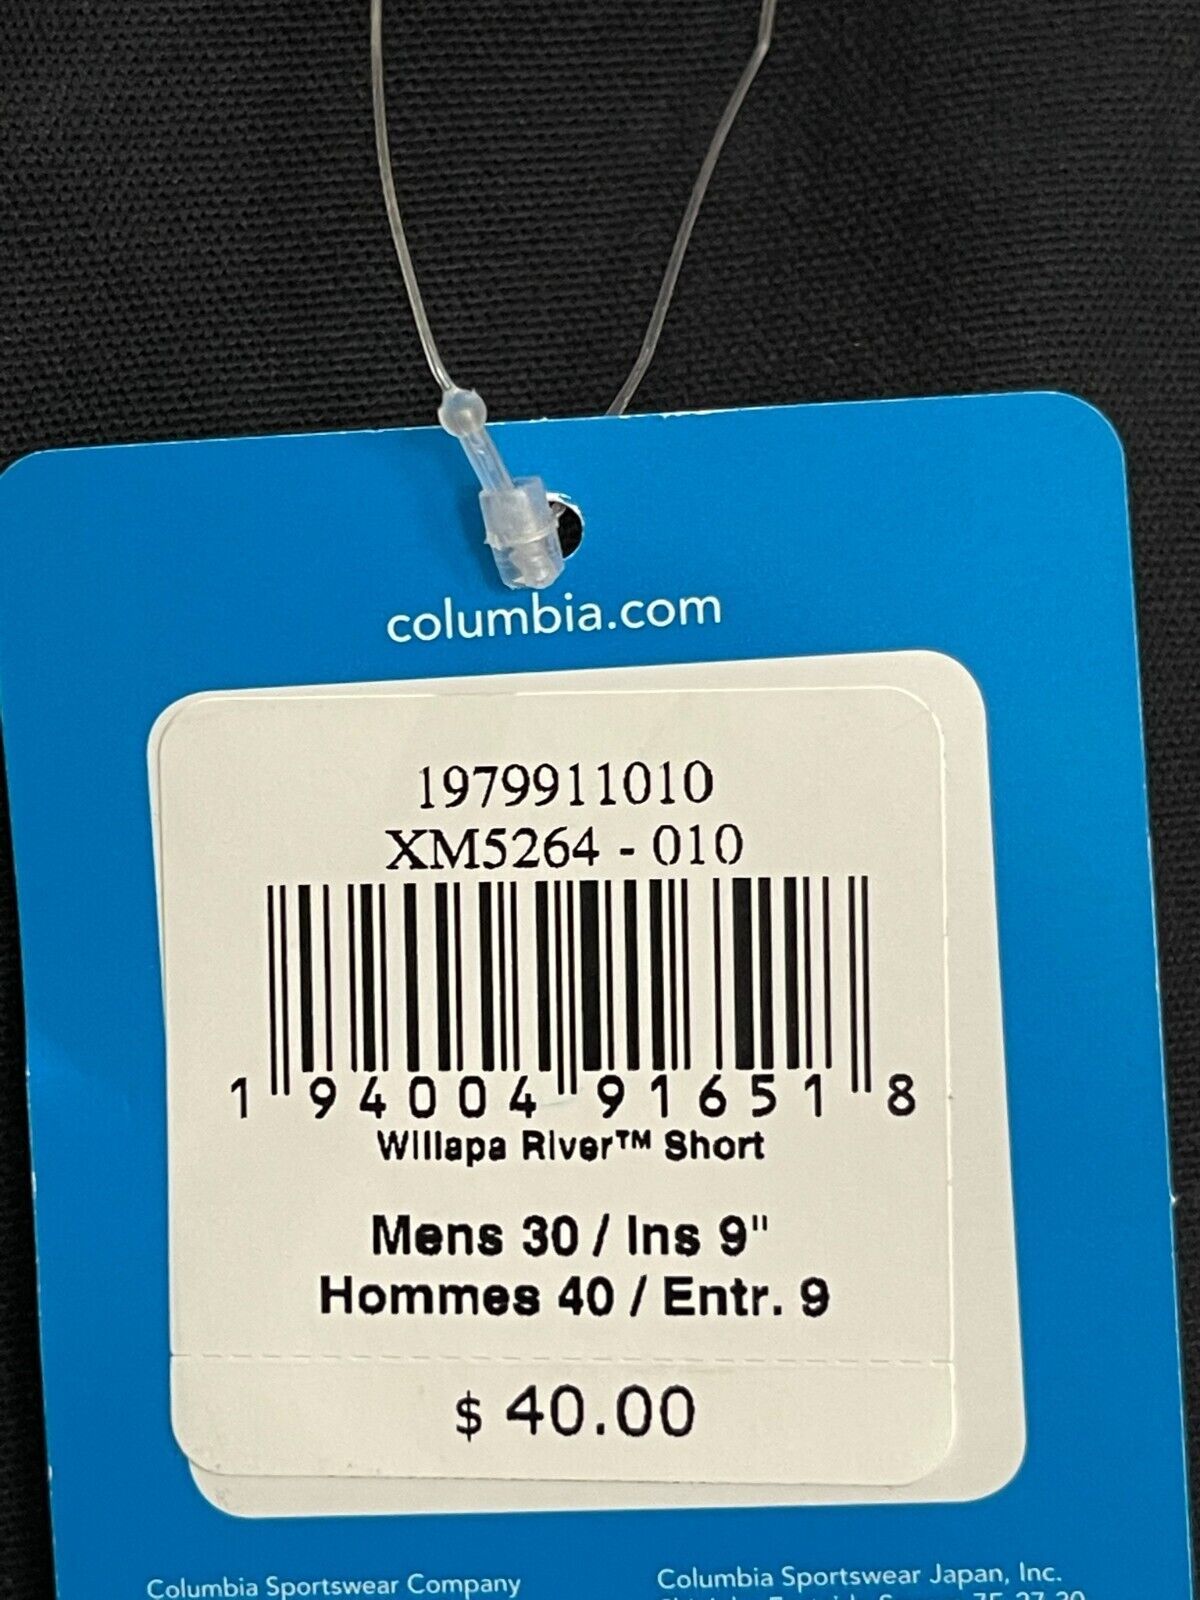 columbia.com
1979911010
XM5264 - 010
1 94004 91651 8
Willapa River™ Short
Mens 30 / Ins 9"
Hommes 40 / Entr. 9
$ 40.00
Columbia Sportswear Company
Columbia Sportswear Japan, Inc.